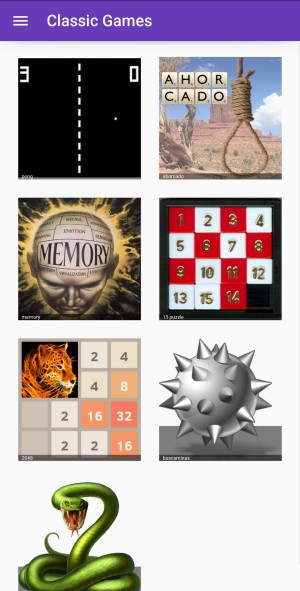 Classic Games
3 0
pong
AHOR
CADO
ahorcado
EMOTION
MEMORY
memory
1 2 3 4
5 6 7 8
9 10 11 12
13 15 14
15 puzzle
2 4
4 8
2 16 32
2 2 16
2048
buscaminas